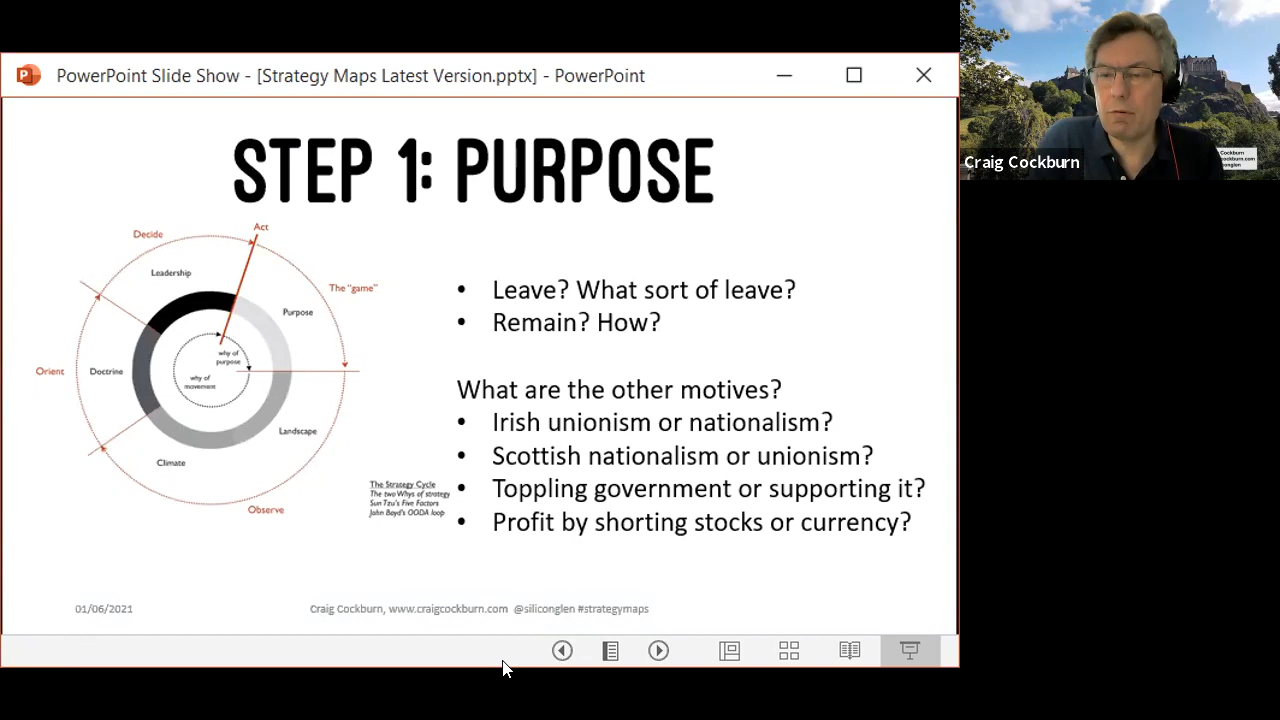 PowerPoint Slide Show - [Strategy Maps Latest Version.pptx] - PowerPoint
STEP 1: PURPOSE
Act
Decide
Leadership
The "game"
Purpose
why of
purpose
Orient
Doctrine
why of
movement
Landscape
Climate
Observe
The Strategy Cycle
The two Whys of strategy
Sun Tzu's Five Factors
John Boyd's OODA loop
• Leave? What sort of leave?
• Remain? How?
What are the other motives?
• Irish unionism or nationalism?
• Scottish nationalism or unionism?
• Toppling government or supporting it?
• Profit by shorting stocks or currency?
01/06/2021
Craig Cockburn, www.craigcockburn.com @siliconglen #strategymaps
Craig Cockburn
Cockburn
cockburn.com
conglen